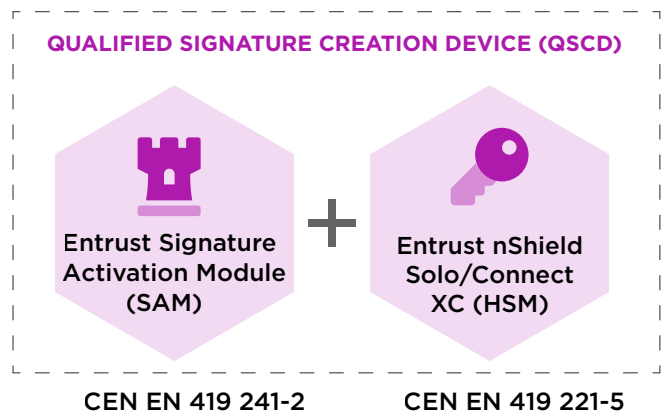 QUALIFIED SIGNATURE CREATION DEVICE (QSCD)
Entrust Signature
Activation Module
(SAM)
Entrust nShield
Solo/Connect
XC (HSM)
CEN EN 419 241-2
CEN EN 419 221-5